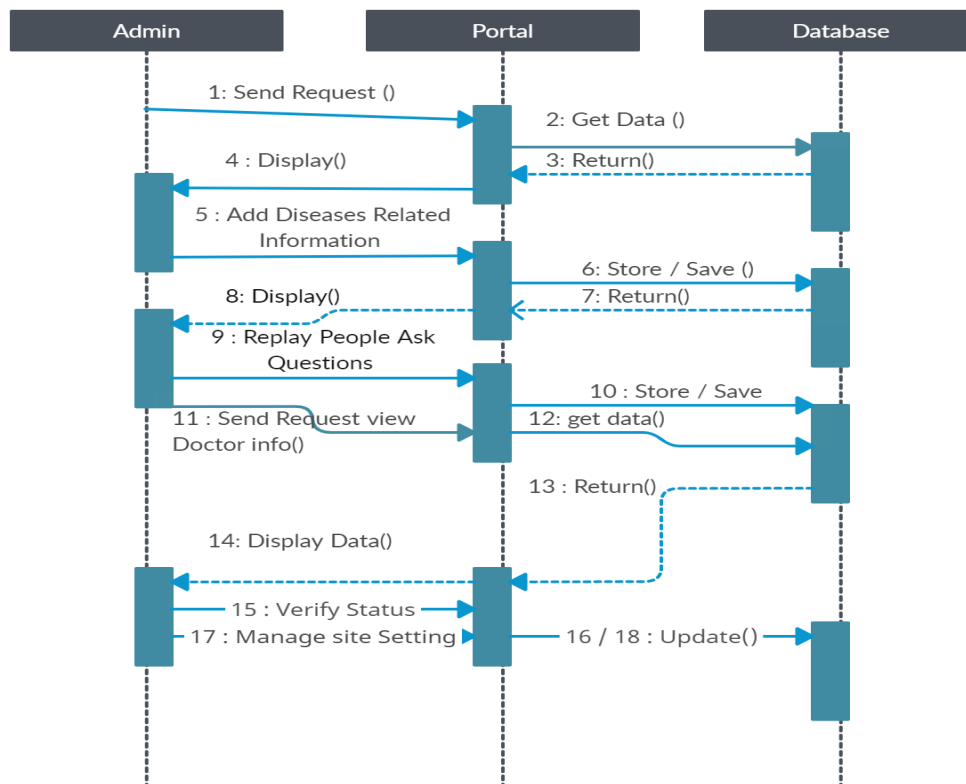 Admin
Portal
Database
1: Send Request ()
2: Get Data ()
3: Return()
4 : Display()
5 : Add Diseases Related
Information
6: Store / Save ()
7: Return()
8: Display()
9 : Replay People Ask
Questions
10 : Store / Save
11 : Send Request view
Doctor info()
12: get data()
13 : Return()
14: Display Data()
15 : Verify Status
17 : Manage site Setting
16 / 18 : Update()